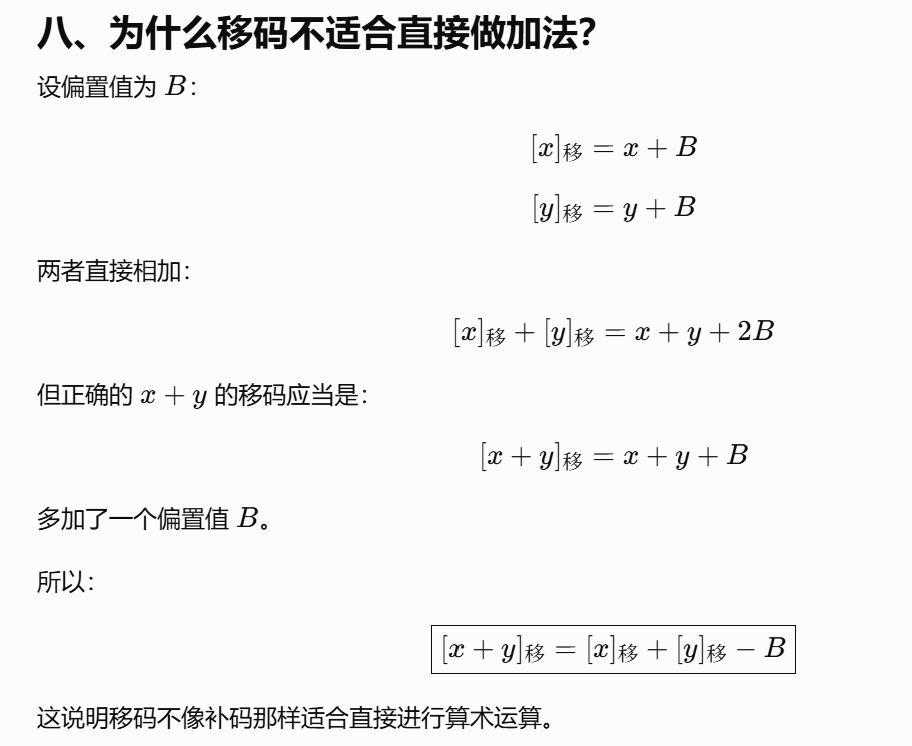 八、为什么移码不适合直接做加法？
设偏置值为 B：
[x]移 = x + B
[y]移 = y + B
两者直接相加：
[x]移 + [y]移 = x + y + 2B
但正确的 x + y 的移码应当是：
[x + y]移 = x + y + B
多加了一个偏置值 B。
所以：
[x + y]移 = [x]移 + [y]移 − B
这说明移码不像补码那样适合直接进行算术运算。